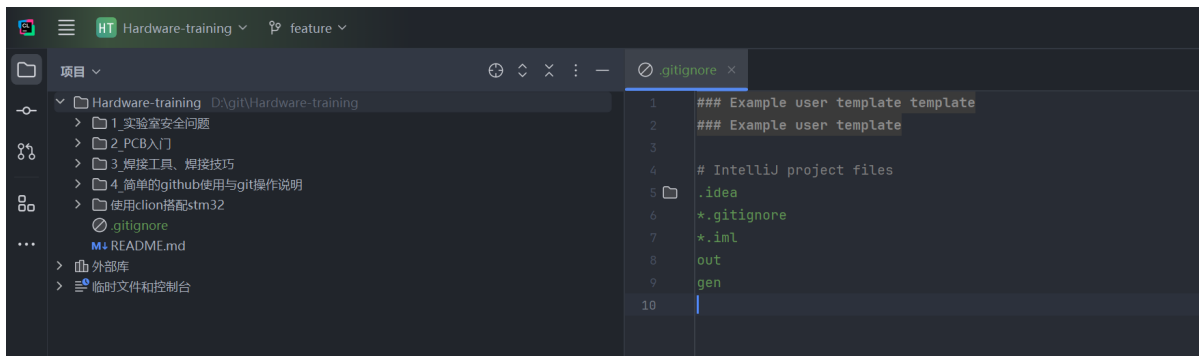 CL HT Hardware-training feature
项目
Hardware-training D:\git\Hardware-training
1_实验室安全问题
2_PCB入门
3_焊接工具、焊接技巧
4_简单的github使用与git操作说明
使用clion搭配stm32
.gitignore
M↓ README.md
外部库
临时文件和控制台
.gitignore
1 ### Example user template template
2 ### Example user template
3
4 # IntelliJ project files
5 .idea
6 *.gitignore
7 *.iml
8 out
9 gen
10